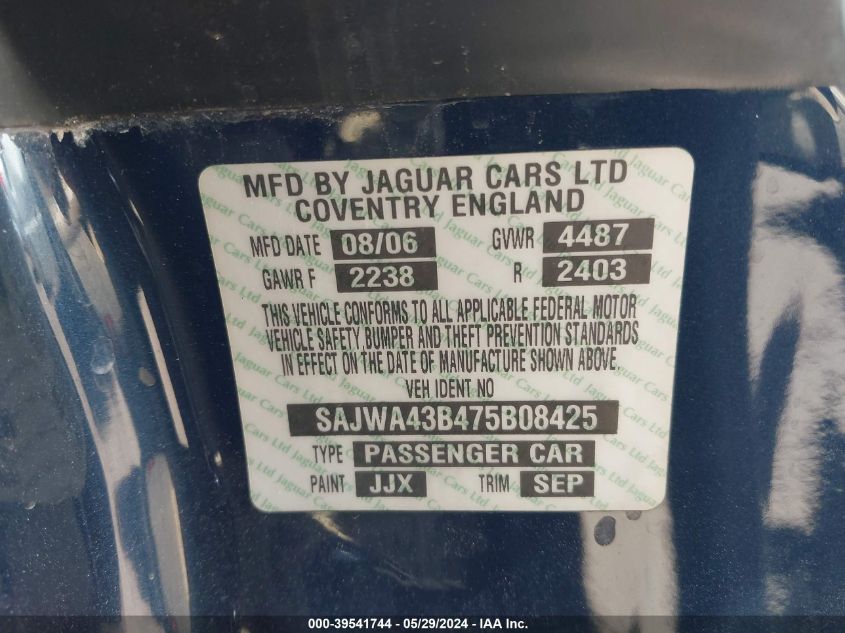 MFD BY JAGUAR CARS LTD
COVENTRY ENGLAND
MFD DATE 08/06 GVWR 4487
GAWR F 2238 R 2403
THIS VEHICLE CONFORMS TO ALL APPLICABLE FEDERAL MOTOR
VEHICLE SAFETY, BUMPER AND THEFT PREVENTION STANDARDS
IN EFFECT ON THE DATE OF MANUFACTURE SHOWN ABOVE.
VEH IDENT NO
SAJWA43B475B08425
TYPE PASSENGER CAR
PAINT JJX TRIM SEP
000-39541744 / 05/29/2024 - IAA Inc.